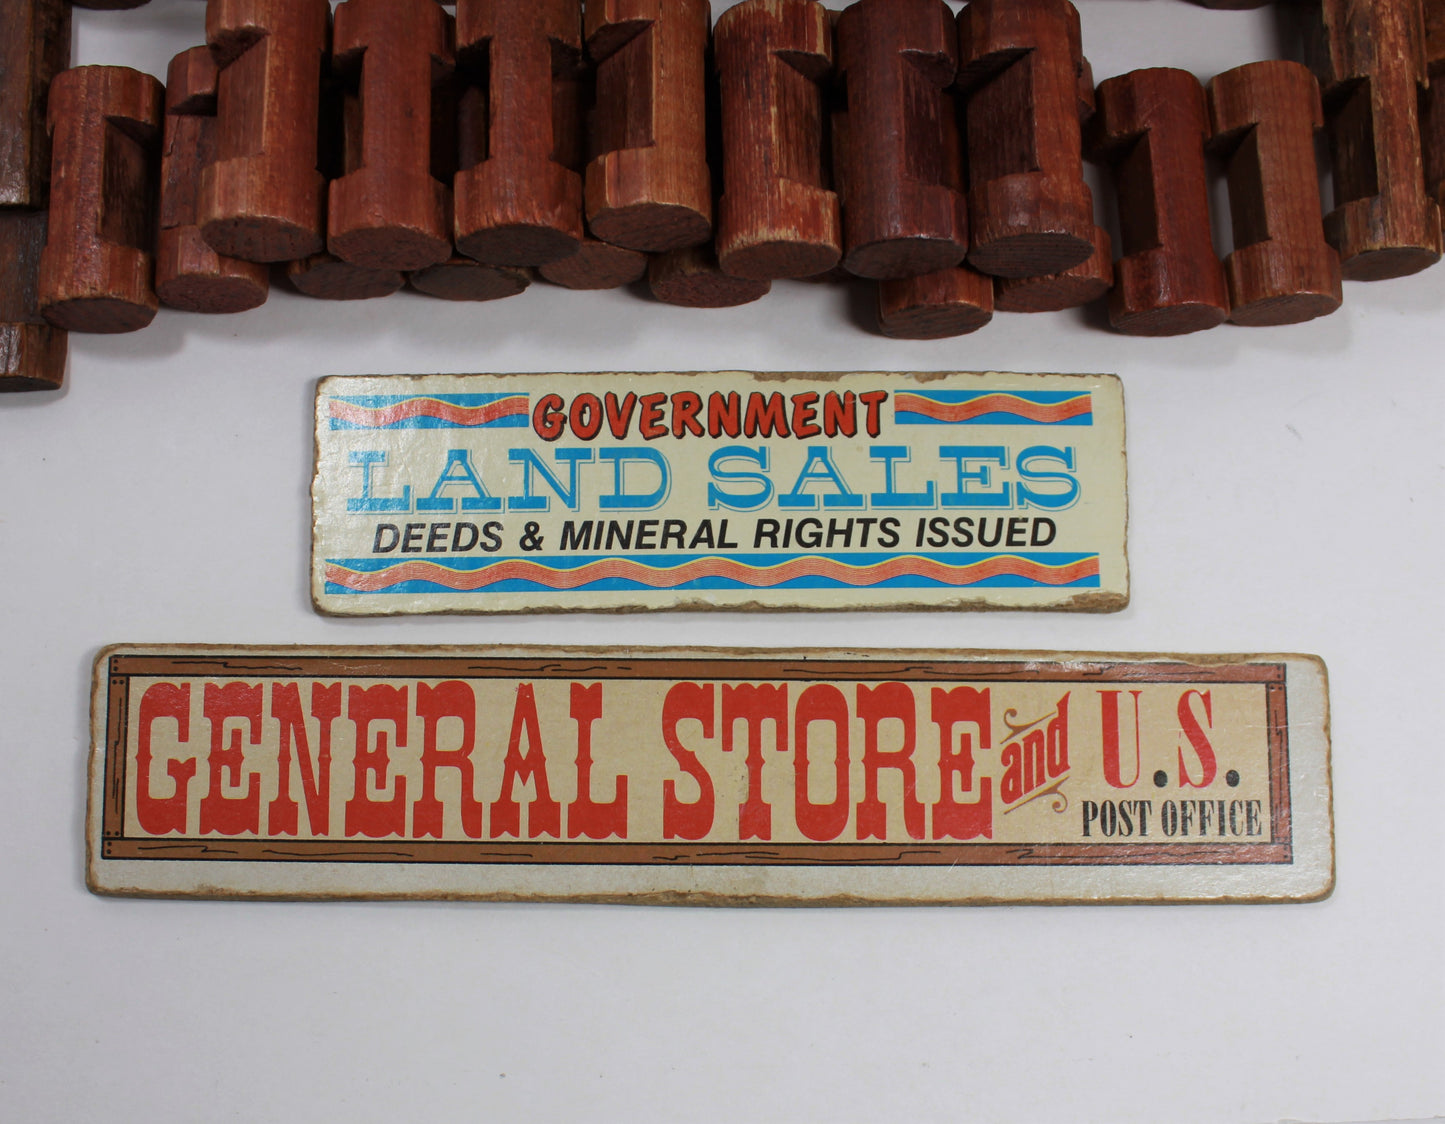 GOVERNMENT
LAND SALES
DEEDS & MINERAL RIGHTS ISSUED
GENERAL STORE and U.S.
POST OFFICE